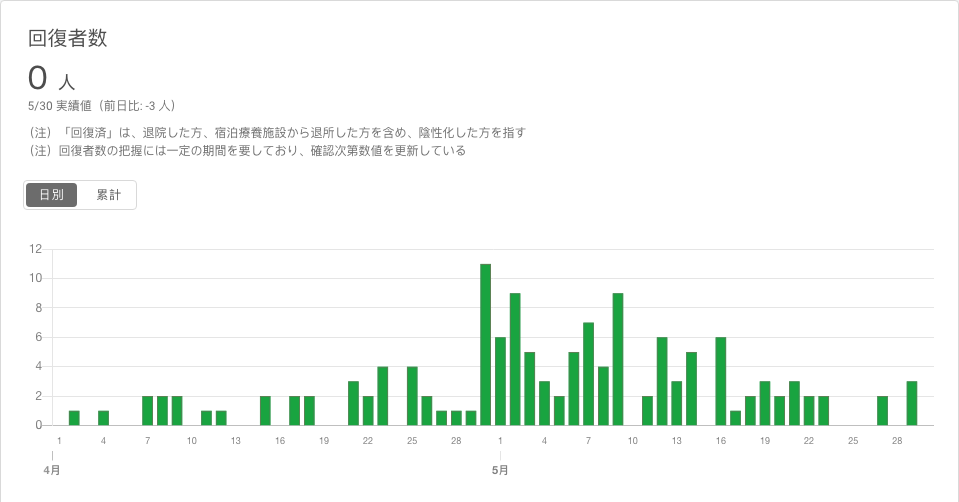 回復者数
0 人
5/30 実績値（前日比: -3 人）
（注）「回復済」は、退院した方、宿泊療養施設から退所した方を含め、陰性化した方を指す
（注）回復者数の把握には一定の期間を要しており、確認次第数値を更新している
日別 累計
12
10
8
6
4
2
0
1 4 7 10 13 16 19 22 25 28 1 4 7 10 13 16 19 22 25 28
4月 5月